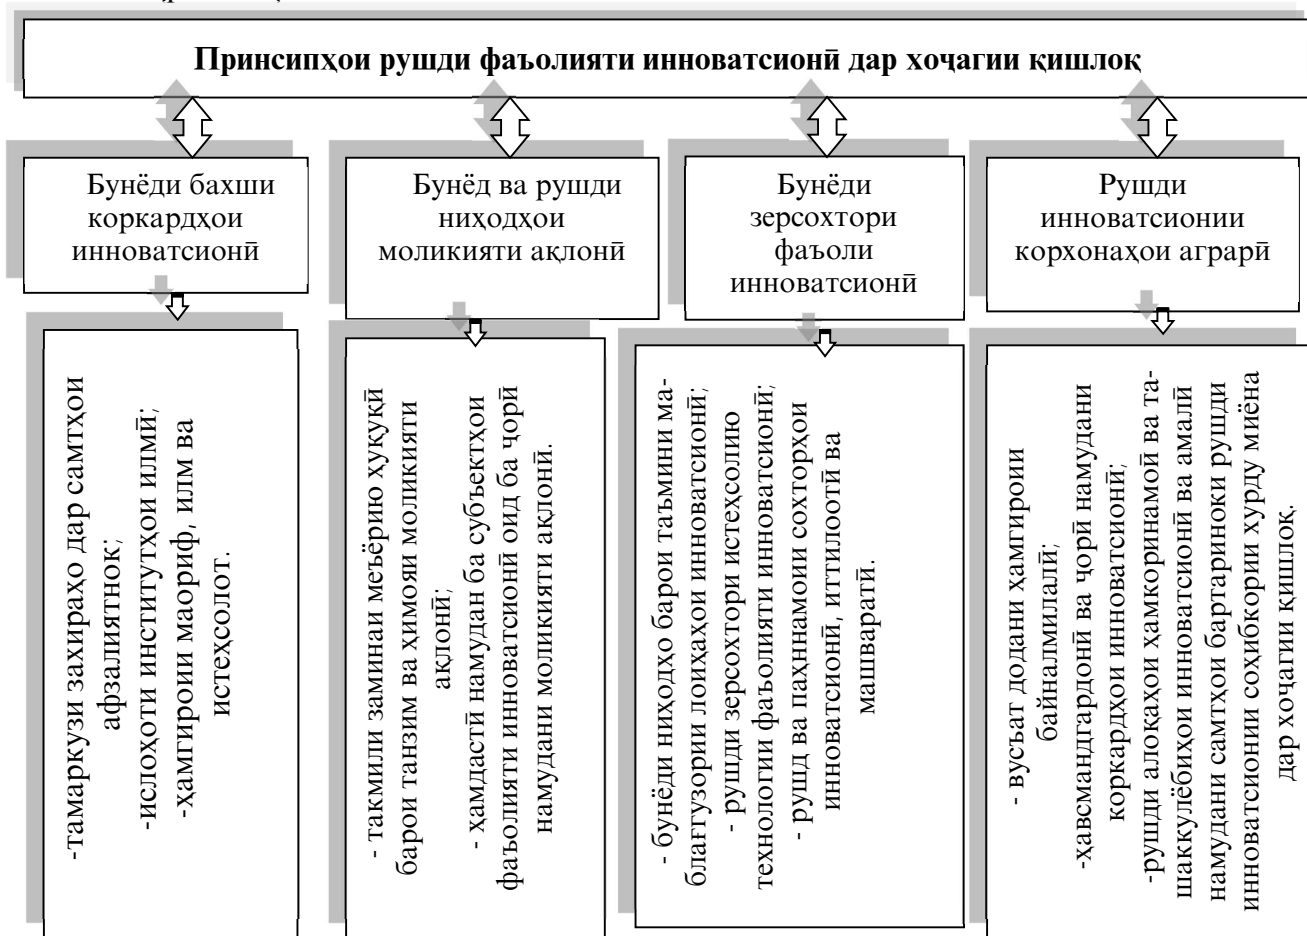 Принсипҳои рушди фаъолияти инноватсионӣ дар хоҷагии қишлоқ
Бунёди бахши
коркардҳои
инноватсионӣ
Бунёд ва рушди
ниҳодҳои
моликияти ақлонӣ
Бунёди
зерсохтори
фаъоли
инноватсионӣ
Рушди
инноватсионии
корхонаҳои аграрӣ
-тамаркузи захираҳо дар самтҳои
афзалиятнок;
-ислоҳоти институтҳои илмӣ;
-ҳамгироии маориф, илм ва
истеҳсолот.
- такмили заминаи меъёрию ҳуқуқӣ
барои танзим ва ҳимояи моликияти
ақлонӣ;
- ҳамдастӣ намудан ба субъектҳои
фаъолияти инноватсионӣ оид ба ҷорӣ
намудани моликияти ақлонӣ.
- бунёди ниҳодҳо барои таъмини ма-
блағгузории лоиҳаҳои инноватсионӣ;
- рушди зерсохтори истеҳсолию
технологии фаъолияти инноватсионӣ;
- рушд ва паҳннамоии сохторҳои
инноватсионӣ, иттилоотӣ ва
машваратӣ.
- вусъат додани ҳамгироии
байналмилалӣ;
-ҳавсмандгардонӣ ва ҷорӣ намудани
коркардҳои инноватсионӣ;
-рушди алоқаҳои ҳамкоринамоӣ ва та-
шаккулёбиҳои инноватсионӣ ва амалӣ
намудани самтҳои бартариноки рушди
инноватсионии соҳибкории хурду миёна
дар хоҷагии қишлоқ.